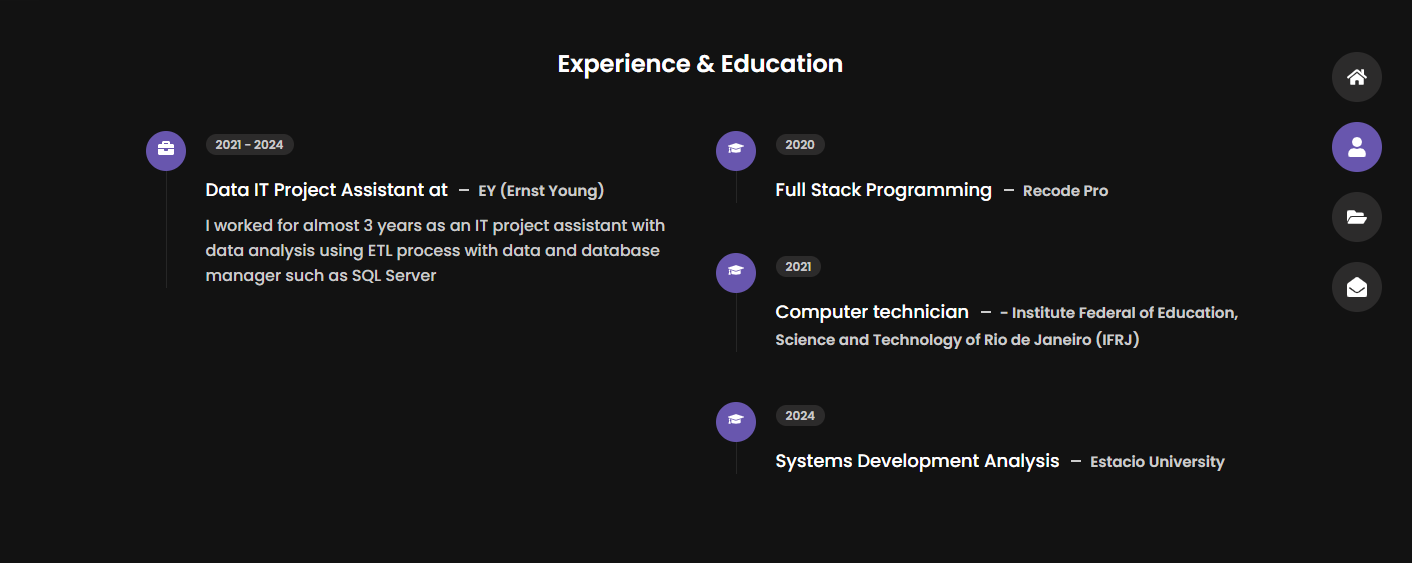 Experience & Education
2021 - 2024
Data IT Project Assistant at — EY (Ernst Young)
I worked for almost 3 years as an IT project assistant with
data analysis using ETL process with data and database
manager such as SQL Server
2020
Full Stack Programming — Recode Pro
2021
Computer technician — - Institute Federal of Education,
Science and Technology of Rio de Janeiro (IFRJ)
2024
Systems Development Analysis — Estacio University